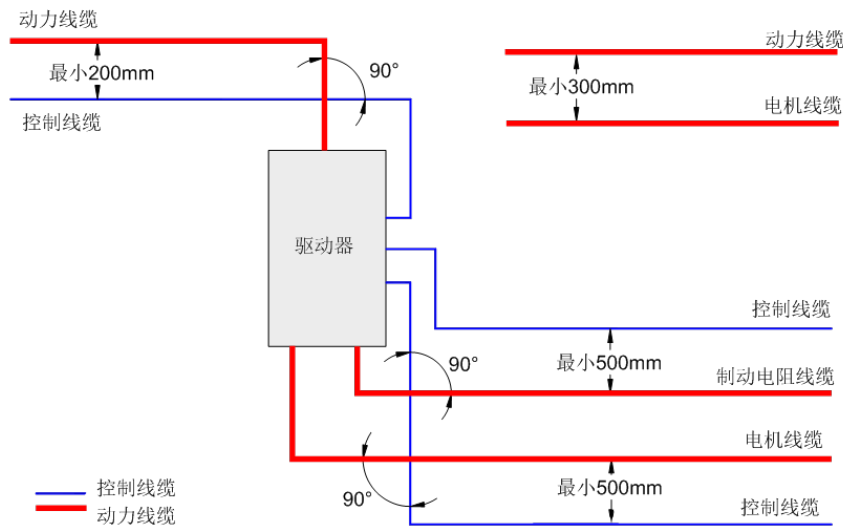 动力线缆
动力线缆
最小200mm
90°
最小300mm
控制线缆
电机线缆
驱动器
控制线缆
90°
最小500mm
制动电阻线缆
电机线缆
90°
最小500mm
控制线缆
控制线缆
动力线缆